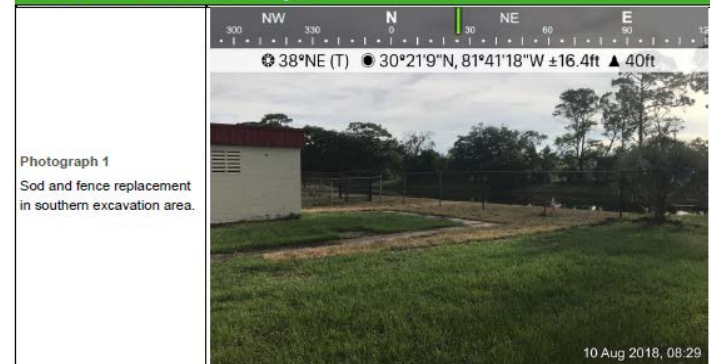 Photograph 1
Sod and fence replacement
in southern excavation area.
NW N NE E
300 330 0 30 60 90 12
38°NE (T) 30°21'9"N, 81°41'18"W ±16.4ft ▲ 40ft
10 Aug 2018, 08:29